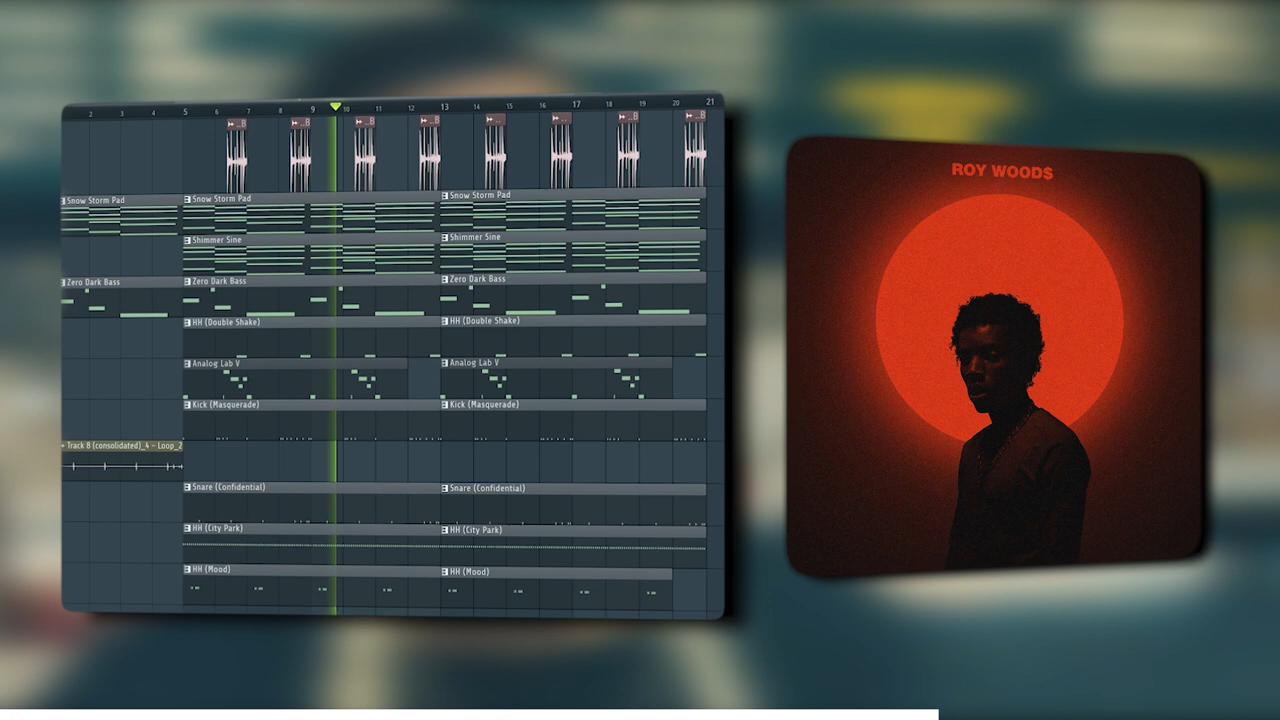 2 3 4 5 6 7 8 9 10 11 12 13 14 15 16 17 18 19 20 21
..B ..B ..B ..B .. .. ..B ..B
Snow Storm Pad Snow Storm Pad Snow Storm Pad
Shimmer Sine Shimmer Sine
Zero Dark Bass Zero Dark Bass Zero Dark Bass
HH (Double Shake) HH (Double Shake)
Analog Lab V Analog Lab V
Kick (Masquerade) Kick (Masquerade)
Track 8 (consolidated)_4 - Loop_2
Snare (Confidential) Snare (Confidential)
HH (City Park) HH (City Park)
HH (Mood) HH (Mood)
ROY WOOD$